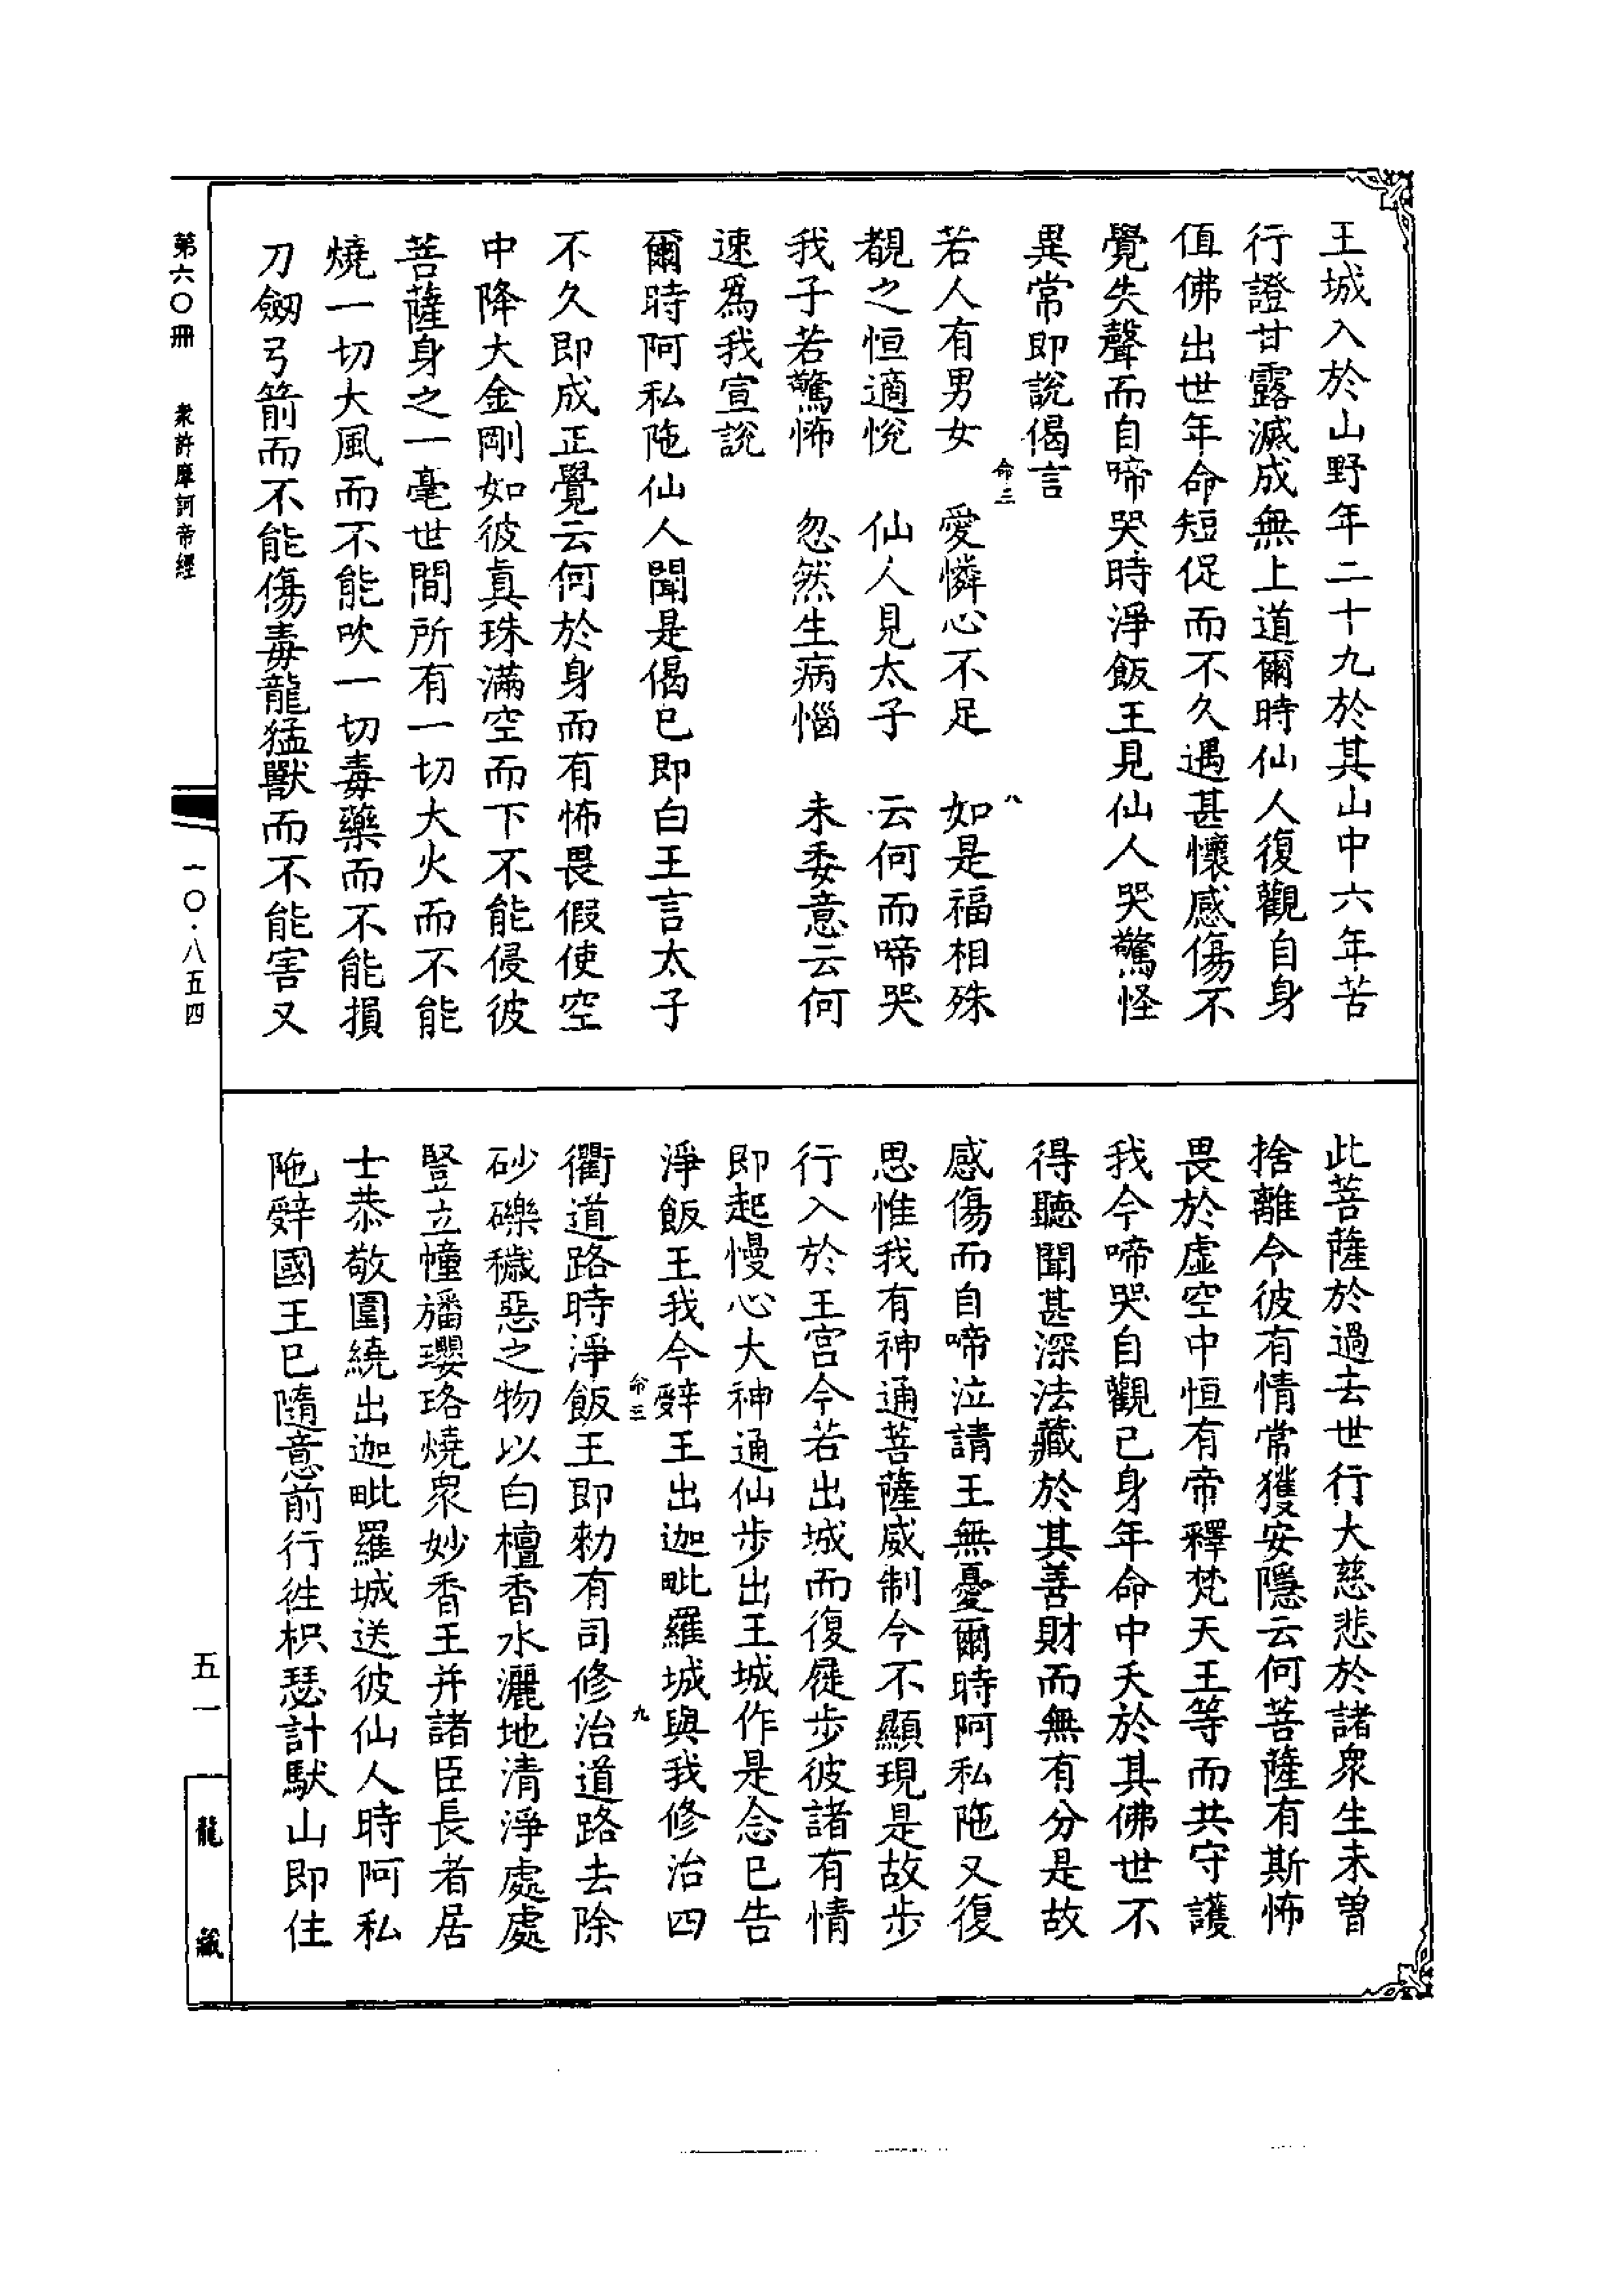 王城入於山野年二十九於其山中六年苦
行證甘露滅成無上道爾時仙人復觀自身
值佛出世年命短促而不久遇甚懷感傷不
覺失聲而自啼哭時淨飯王見仙人哭驚怪
異常即說偈言
命三
八
若人有男女　愛憐心不足　如是福相殊
覩之恒適悅　仙人見太子　云何而啼哭
我子若驚怖　忽然生病惱　未委意云何
速為我宣說
爾時阿私陁仙人聞是偈已即白王言太子
不久即成正覺云何於身而有怖畏假使空
中降大金剛如彼真珠滿空而下不能侵彼
菩薩身之一毫世間所有一切大火而不能
燒一切大風而不能吹一切毒藥而不能損
刀劒弓箭而不能傷毒龍猛獸而不能害又
此菩薩於過去世行大慈悲於諸衆生未曾
捨離令彼有情常獲安隱云何菩薩有斯怖
畏於虛空中恒有帝釋梵天王等而共守護
我今啼哭自觀已身年命中夭於其佛世不
得聽聞甚深法藏於其善財而無有分是故
感傷而自啼泣請王無憂爾時阿私陁又復
思惟我有神通菩薩威制今不顯現是故步
行入於王宮今若出城而復屣步彼諸有情
即起慢心大神通仙步出王城作是念已告
淨飯王我今辤王出迦毗羅城與我修治四
命三
九
衢道路時淨飯王即勑有司修治道路去除
砂礫穢惡之物以白檀香水灑地清淨處處
豎立幢旛瓔珞燒衆妙香王并諸臣長者居
士恭敬圍繞出迦毗羅城送彼仙人時阿私
陁辤國王已隨意前行徃枳瑟計䭾山即住
第六〇冊　衆許摩訶帝經
一〇·八五四
五一
龍藏